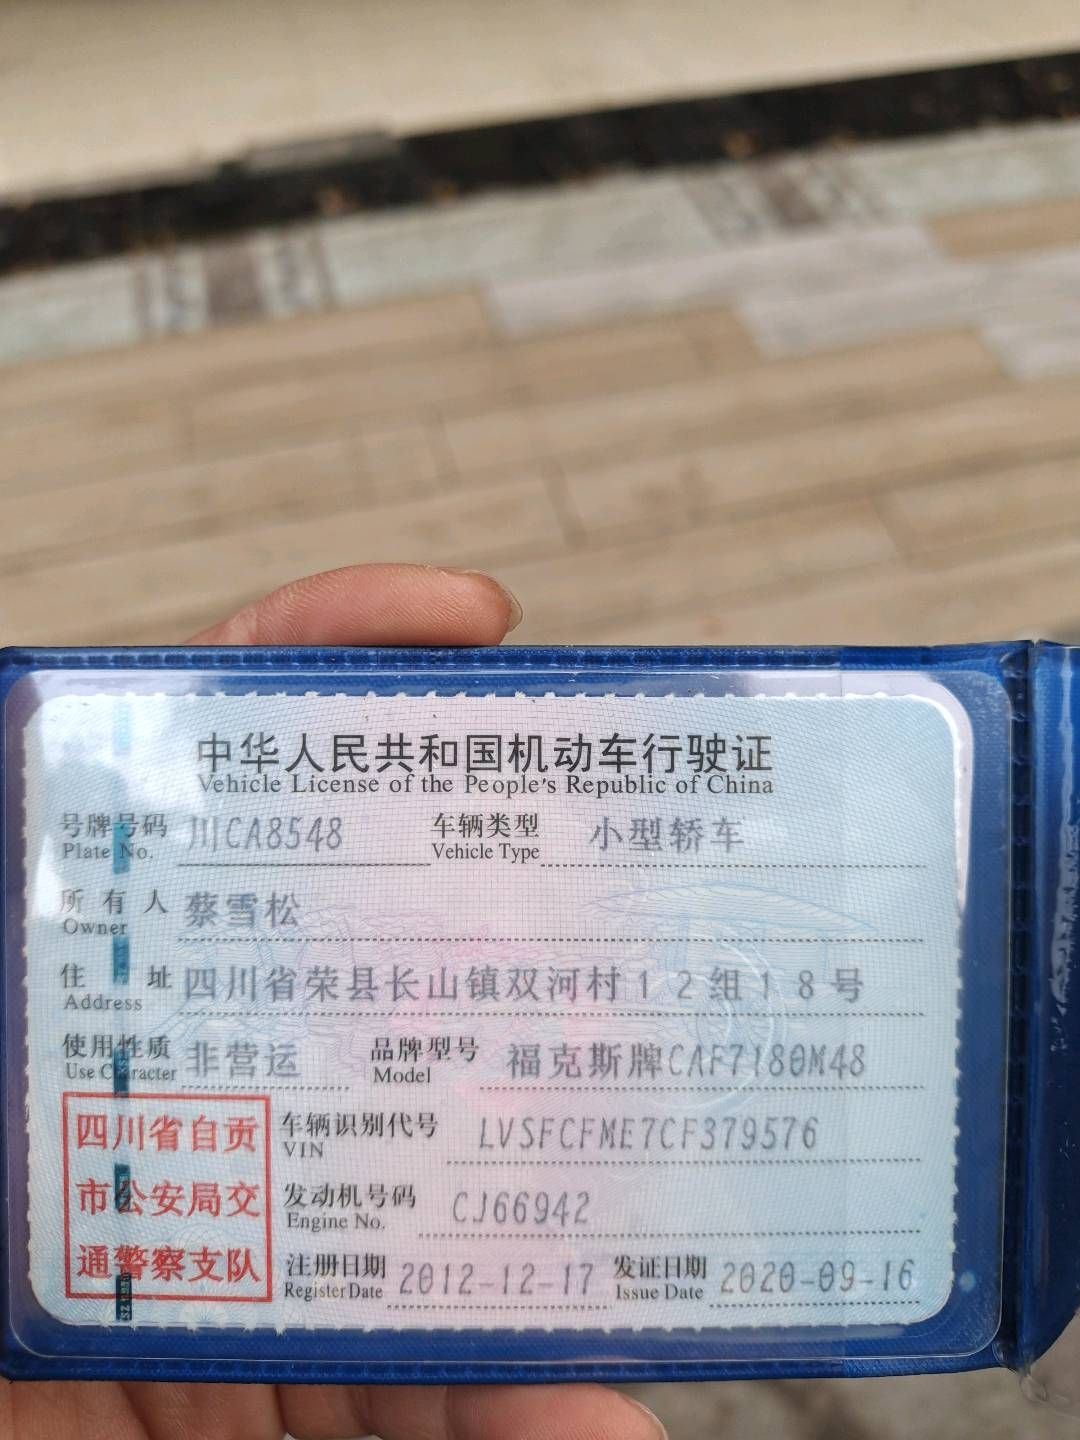 中华人民共和国机动车行驶证
Vehicle License of the People's Republic of China
号牌号码 川CA8548 车辆类型 小型轿车
Plate No. Vehicle Type
所有人 蔡雪松
Owner
住址 四川省荣县长山镇双河村12组18号
Address
使用性质 非营运 品牌型号 福克斯牌CAF7180M48
Use Character Model
四川省自贡
市公安局交
通警察支队
车辆识别代号 LVSFCFME7CF379576
VIN
发动机号码 CJ66942
Engine No.
注册日期 2012-12-17 发证日期 2020-09-16
Register Date Issue Date